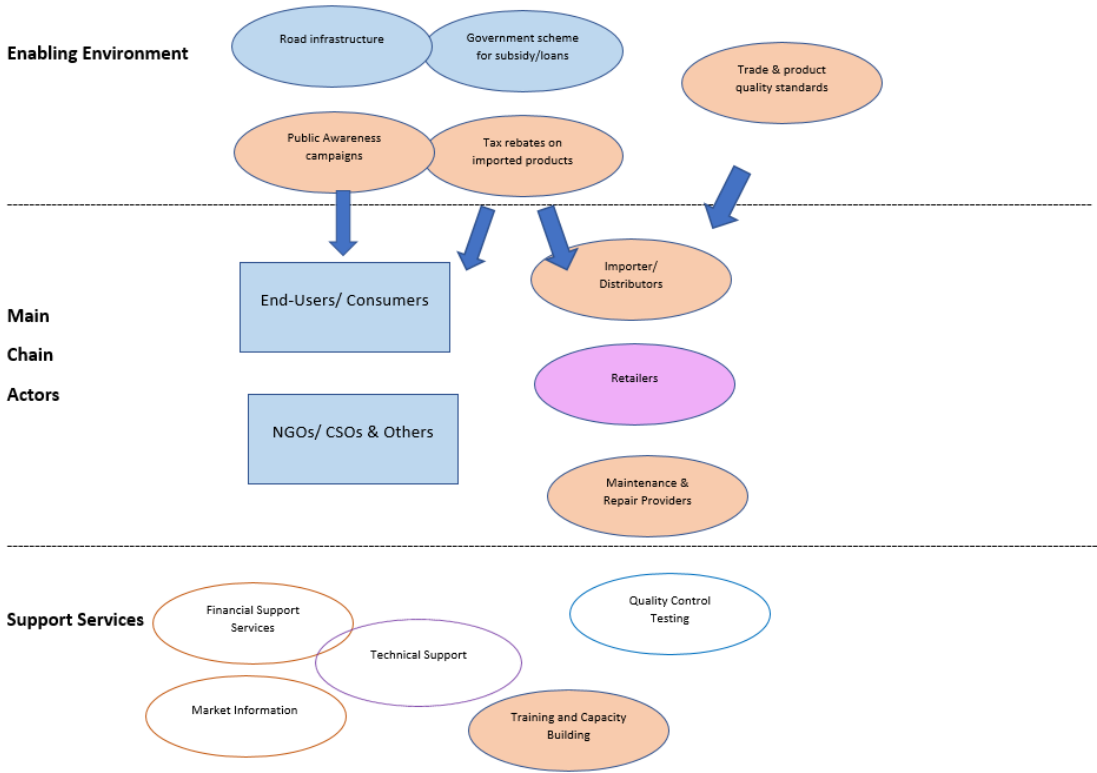 Enabling Environment
Road infrastructure
Government scheme
for subsidy/loans
Trade & product
quality standards
Public Awareness
campaigns
Tax rebates on
imported products
Main
Chain
Actors
End-Users/ Consumers
Importer/
Distributors
Retailers
NGOs/ CSOs & Others
Maintenance &
Repair Providers
Support Services
Financial Support
Services
Quality Control
Testing
Technical Support
Market Information
Training and Capacity
Building